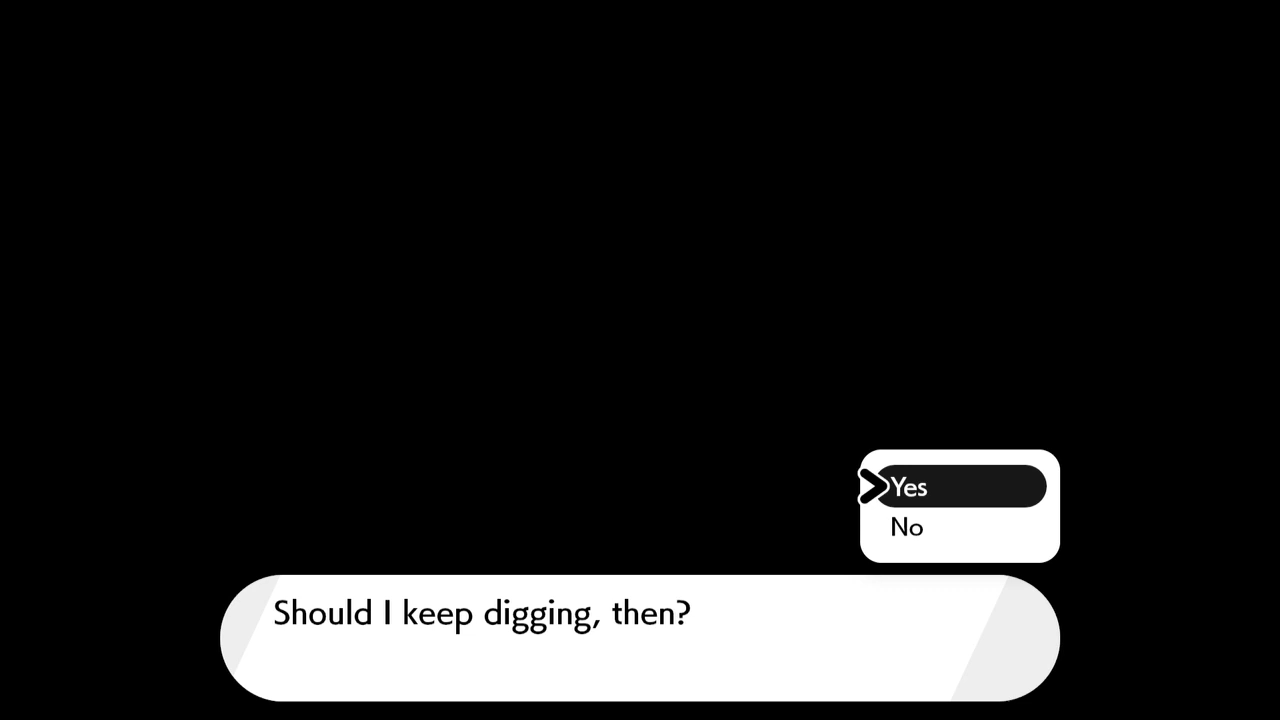 Yes
No
Should I keep digging, then?